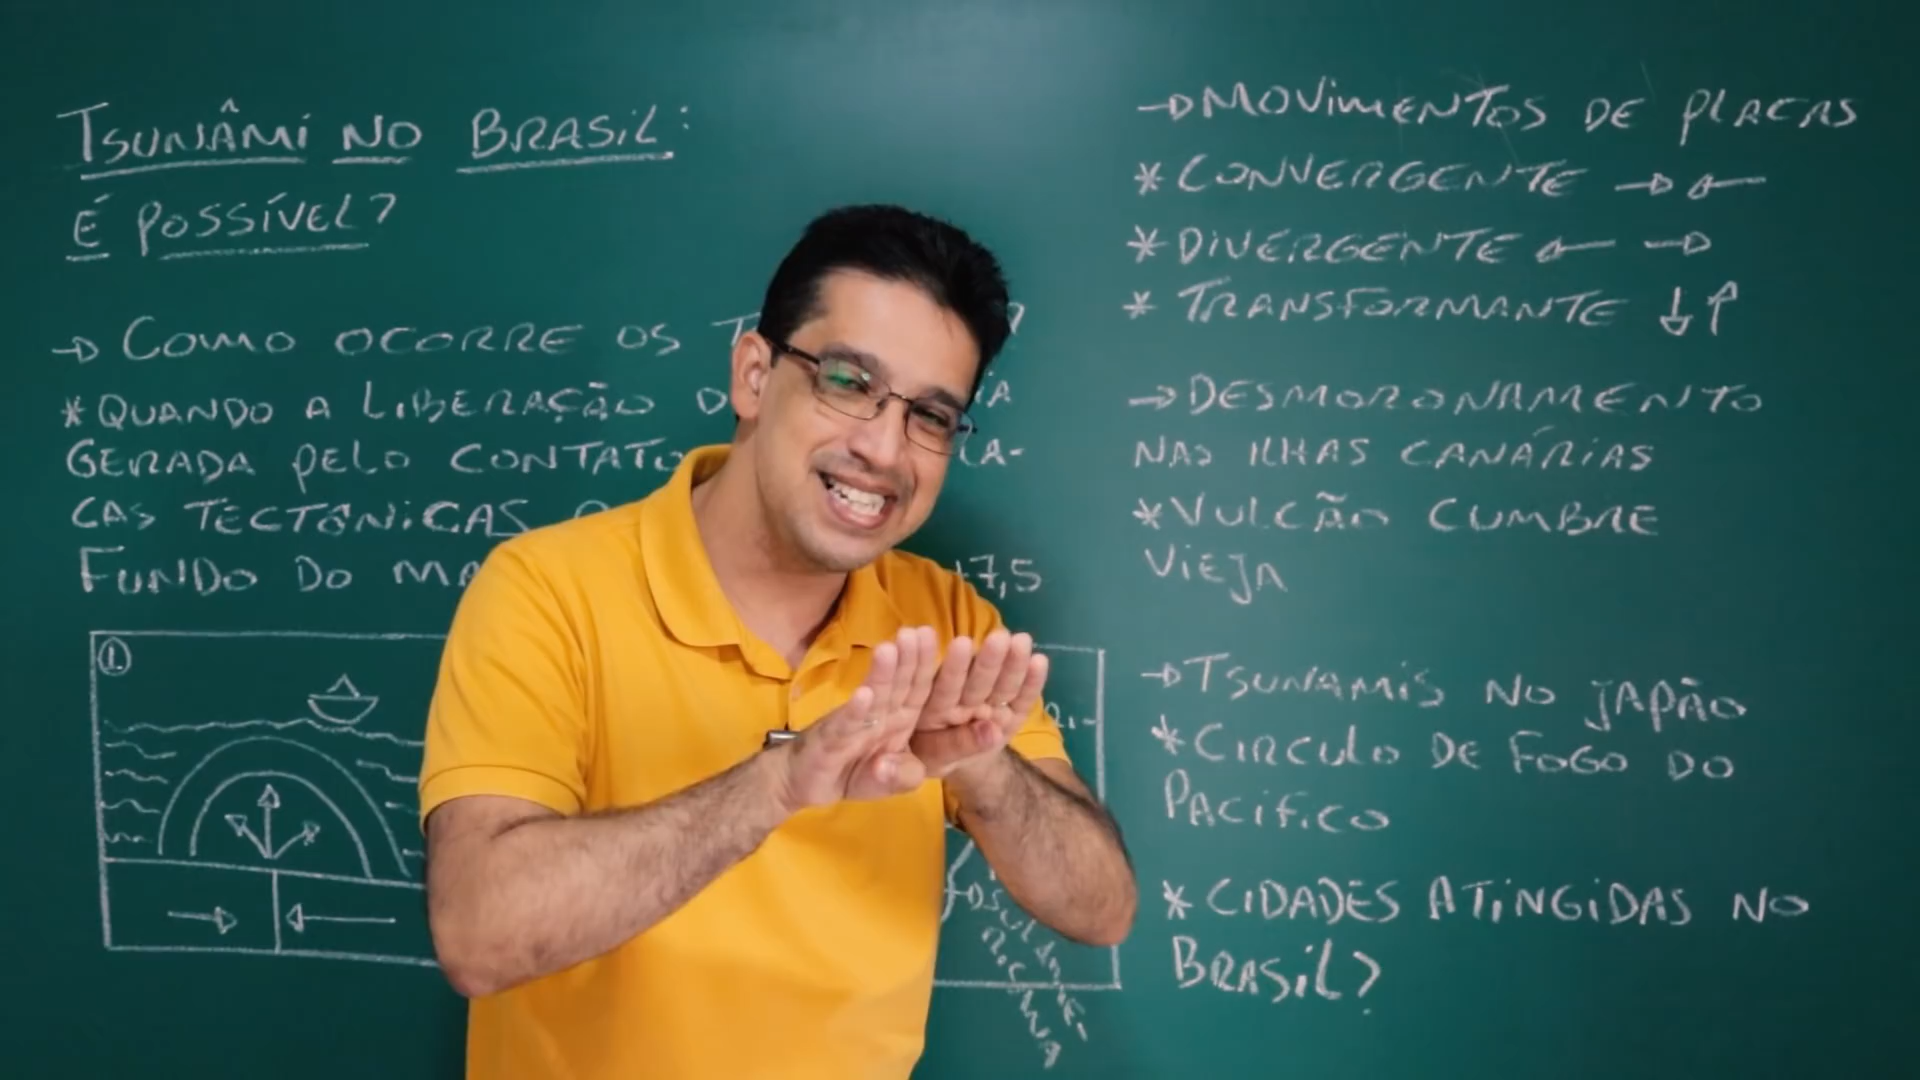 TSUNÂMI NO BRASIL:
É POSSÍVEL?
→ COMO OCORRE OS
* QUANDO A LIBERAÇÃO
GERADA PELO CONTATO
CAS TECTÔNICAS
FUNDO DO
7,5
1
→ MOVIMENTOS DE PLACAS
* CONVERGENTE → ←
* DIVERGENTE ← →
* TRANSFORMANTE ↓↑
→ DESMORONAMENTO
NAS ILHAS CANÁRIAS
* VULCÃO CUMBRE
VIEJA
→ TSUNAMIS NO JAPÃO
* CIRCULO DE FOGO DO
PACIFICO
* CIDADES ATINGIDAS NO
BRASIL?